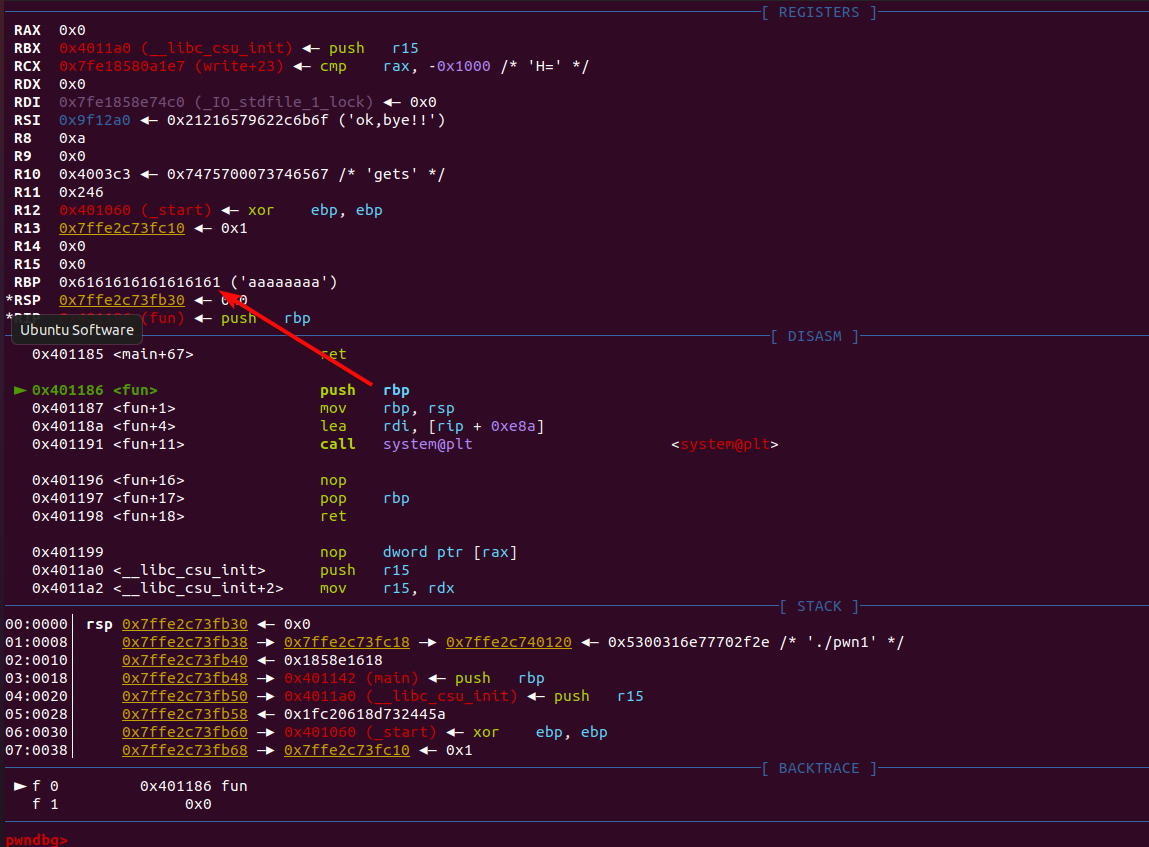 [ REGISTERS ]
RAX  0x0
RBX  0x4011a0 (__libc_csu_init) ◂— push   r15
RCX  0x7fe18580a1e7 (write+23) ◂— cmp    rax, -0x1000 /* 'H=' */
RDX  0x0
RDI  0x7fe1858e74c0 (_IO_stdfile_1_lock) ◂— 0x0
RSI  0x9f12a0 ◂— 0x21216579622c6b6f ('ok,bye!!')
R8   0xa
R9   0x0
R10  0x4003c3 ◂— 0x7475700073746567 /* 'gets' */
R11  0x246
R12  0x401060 (_start) ◂— xor    ebp, ebp
R13  0x7ffe2c73fc10 ◂— 0x1
R14  0x0
R15  0x0
RBP  0x6161616161616161 ('aaaaaaaa')
*RSP  0x7ffe2c73fb30 ◂— 0x0
(fun) ◂— push   rbp
Ubuntu Software
[ DISASM ]
0x401185 <main+67>               ret
► 0x401186 <fun>                   push   rbp
0x401187 <fun+1>                 mov    rbp, rsp
0x40118a <fun+4>                 lea    rdi, [rip + 0xe8a]
0x401191 <fun+11>                call   system@plt                      <system@plt>
0x401196 <fun+16>                nop
0x401197 <fun+17>                pop    rbp
0x401198 <fun+18>                ret
0x401199                         nop    dword ptr [rax]
0x4011a0 <__libc_csu_init>       push   r15
0x4011a2 <__libc_csu_init+2>     mov    r15, rdx
[ STACK ]
00:0000│ rsp 0x7ffe2c73fb30 ◂— 0x0
01:0008│     0x7ffe2c73fb38 —▸ 0x7ffe2c73fc18 —▸ 0x7ffe2c740120 ◂— 0x5300316e77702f2e /* './pwn1' */
02:0010│     0x7ffe2c73fb40 ◂— 0x1858e1618
03:0018│     0x7ffe2c73fb48 —▸ 0x401142 (main) ◂— push   rbp
04:0020│     0x7ffe2c73fb50 —▸ 0x4011a0 (__libc_csu_init) ◂— push   r15
05:0028│     0x7ffe2c73fb58 ◂— 0x1fc20618d732445a
06:0030│     0x7ffe2c73fb60 —▸ 0x401060 (_start) ◂— xor    ebp, ebp
07:0038│     0x7ffe2c73fb68 —▸ 0x7ffe2c73fc10 ◂— 0x1
[ BACKTRACE ]
► f 0         0x401186 fun
f 1              0x0
pwndbg>